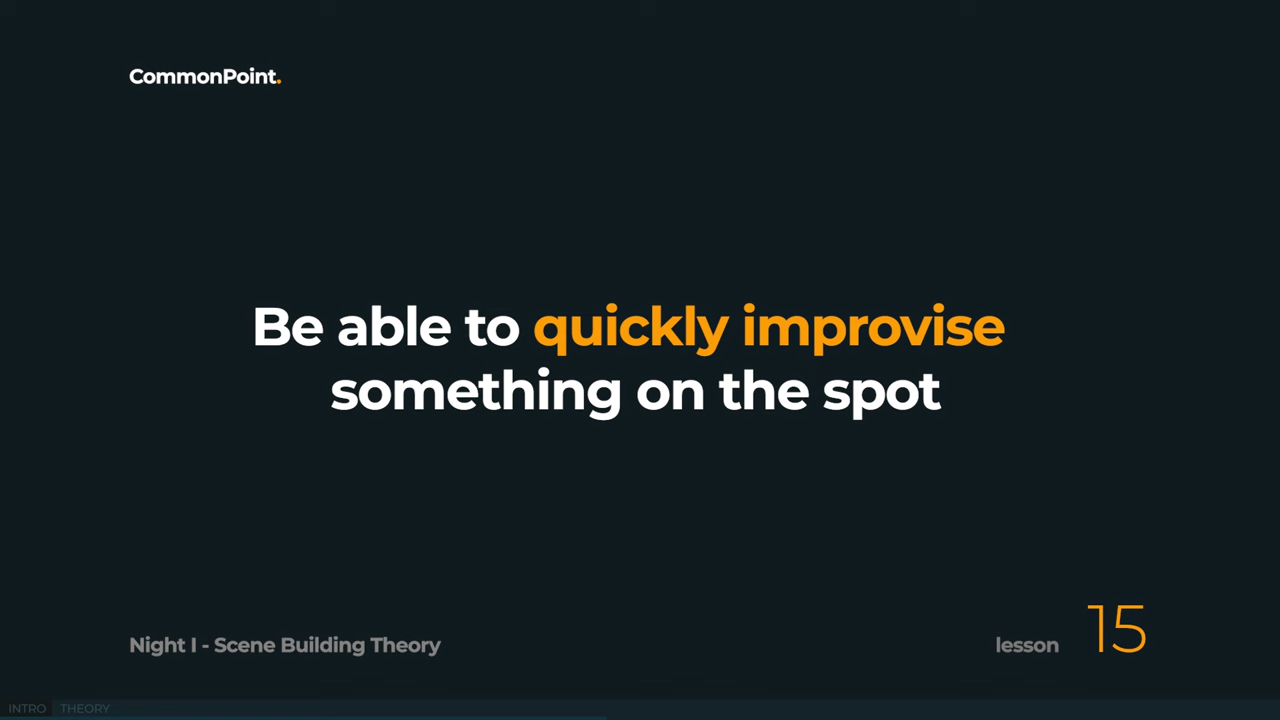 CommonPoint.
Be able to quickly improvise
something on the spot
Night I - Scene Building Theory
lesson 15
INTRO THEORY